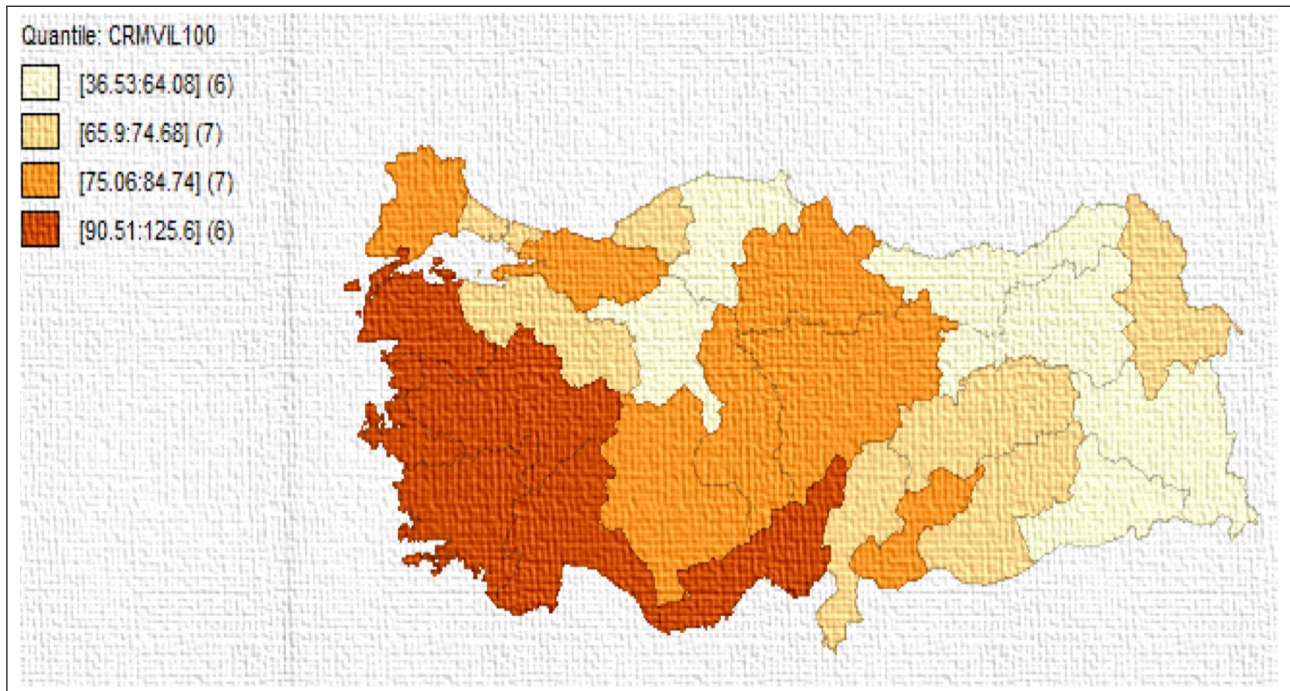 Quantile: CRMVIL100
[36.53:64.08] (6)
[65.9:74.68] (7)
[75.06:84.74] (7)
[90.51:125.6] (6)